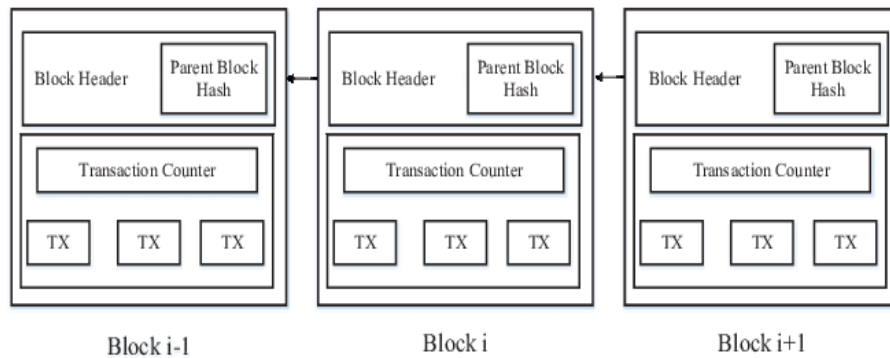 Block Header
Parent Block
Hash
Transaction Counter
TX
TX
TX
Block i-1
Block Header
Parent Block
Hash
Transaction Counter
TX
TX
TX
Block i
Block Header
Parent Block
Hash
Transaction Counter
TX
TX
TX
Block i+1